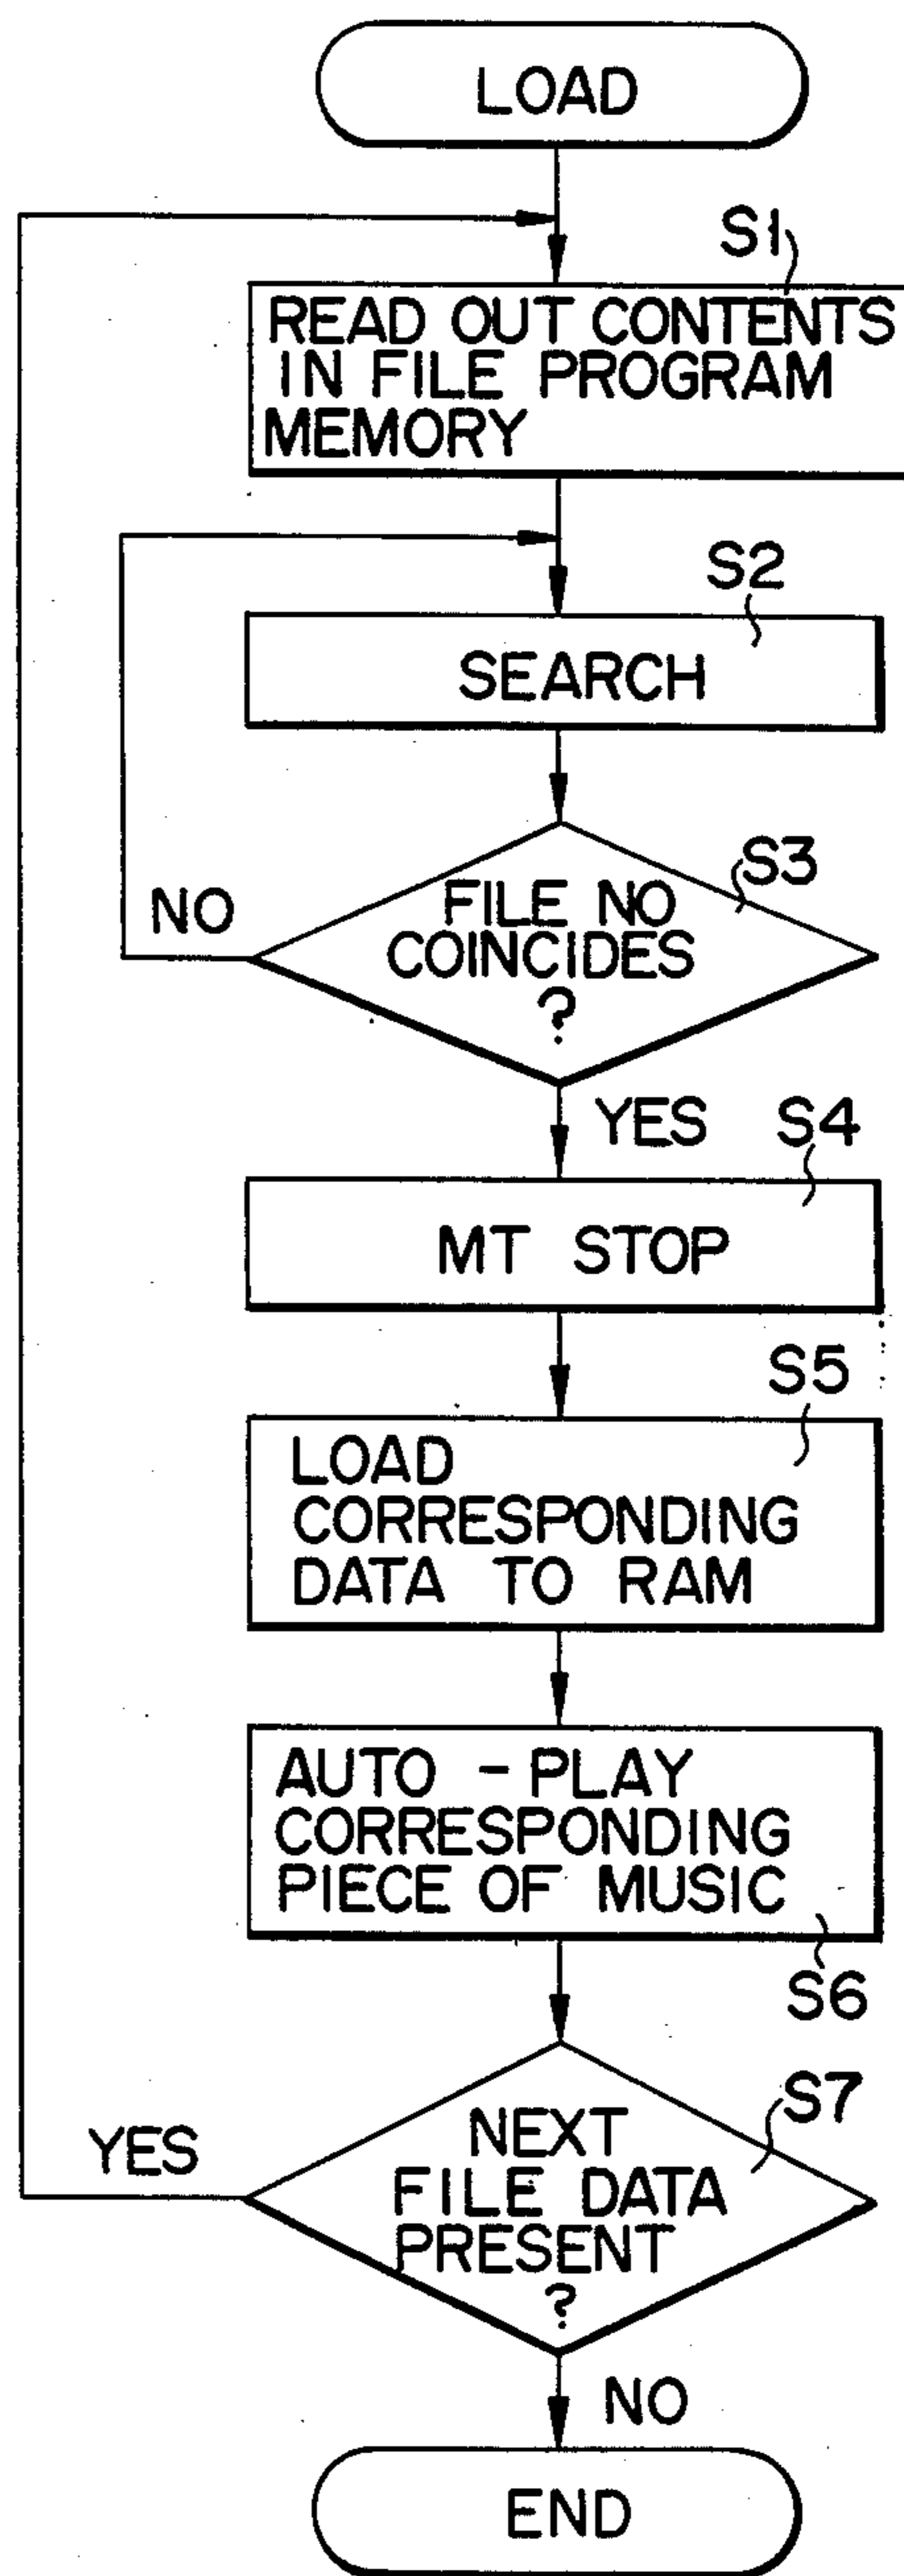 LOAD
S1
READ OUT CONTENTS
IN FILE PROGRAM
MEMORY
S2
SEARCH
S3
FILE NO
COINCIDES
?
NO
YES
S4
MT STOP
S5
LOAD
CORRESPONDING
DATA TO RAM
AUTO - PLAY
CORRESPONDING
PIECE OF MUSIC
S6
S7
NEXT
FILE DATA
PRESENT
?
YES
NO
END